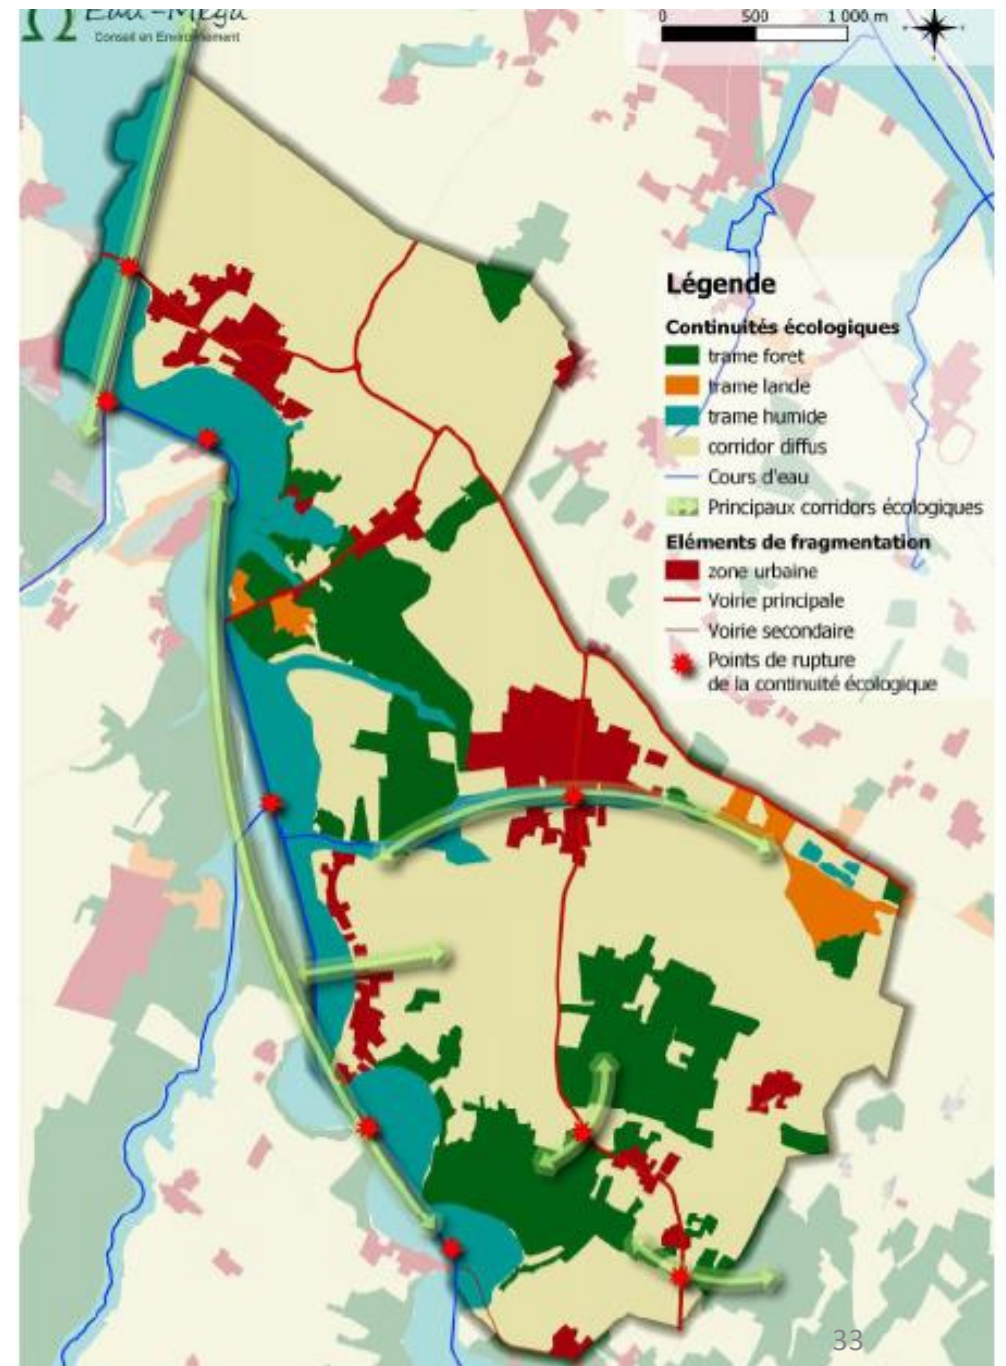 Eau-Méga
Conseil en Environnement
0 500 1 000 m
Légende
Continuités écologiques
trame foret
trame lande
trame humide
corridor diffus
Cours d'eau
Principaux corridors écologiques
Eléments de fragmentation
zone urbaine
Voirie principale
Voirie secondaire
Points de rupture
de la continuité écologique
33